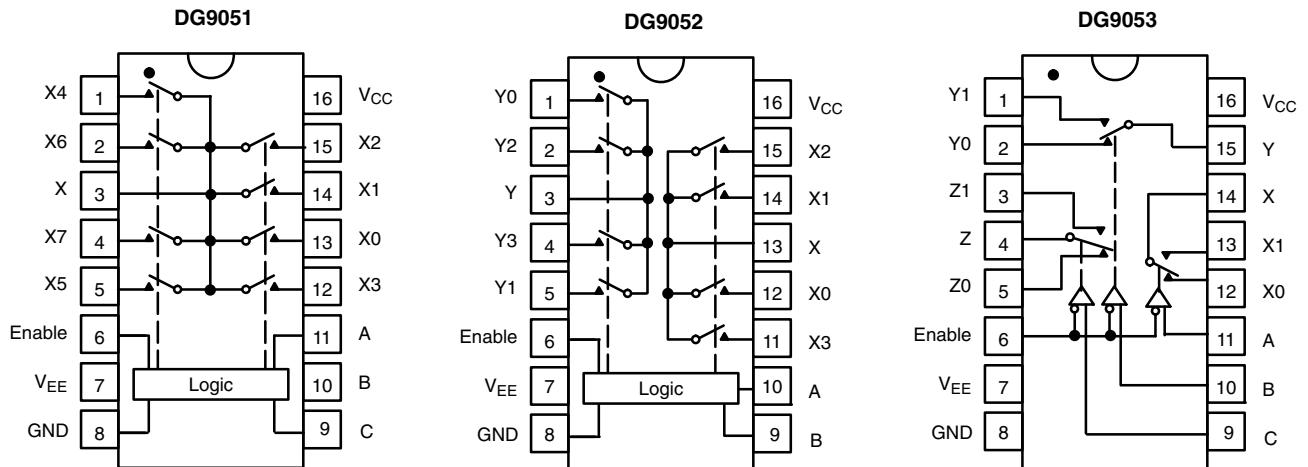 DG9051
X4 1 16 VCC
X6 2 15 X2
X 3 14 X1
X7 4 13 X0
X5 5 12 X3
Enable 6 11 A
VEE 7 Logic 10 B
GND 8 9 C
DG9052
Y0 1 16 VCC
Y2 2 15 X2
Y 3 14 X1
Y3 4 13 X
Y1 5 12 X0
Enable 6 11 X3
VEE 7 Logic 10 A
GND 8 9 B
DG9053
Y1 1 16 VCC
Y0 2 15 Y
Z1 3 14 X
Z 4 13 X1
Z0 5 12 X0
Enable 6 11 A
VEE 7 10 B
GND 8 9 C